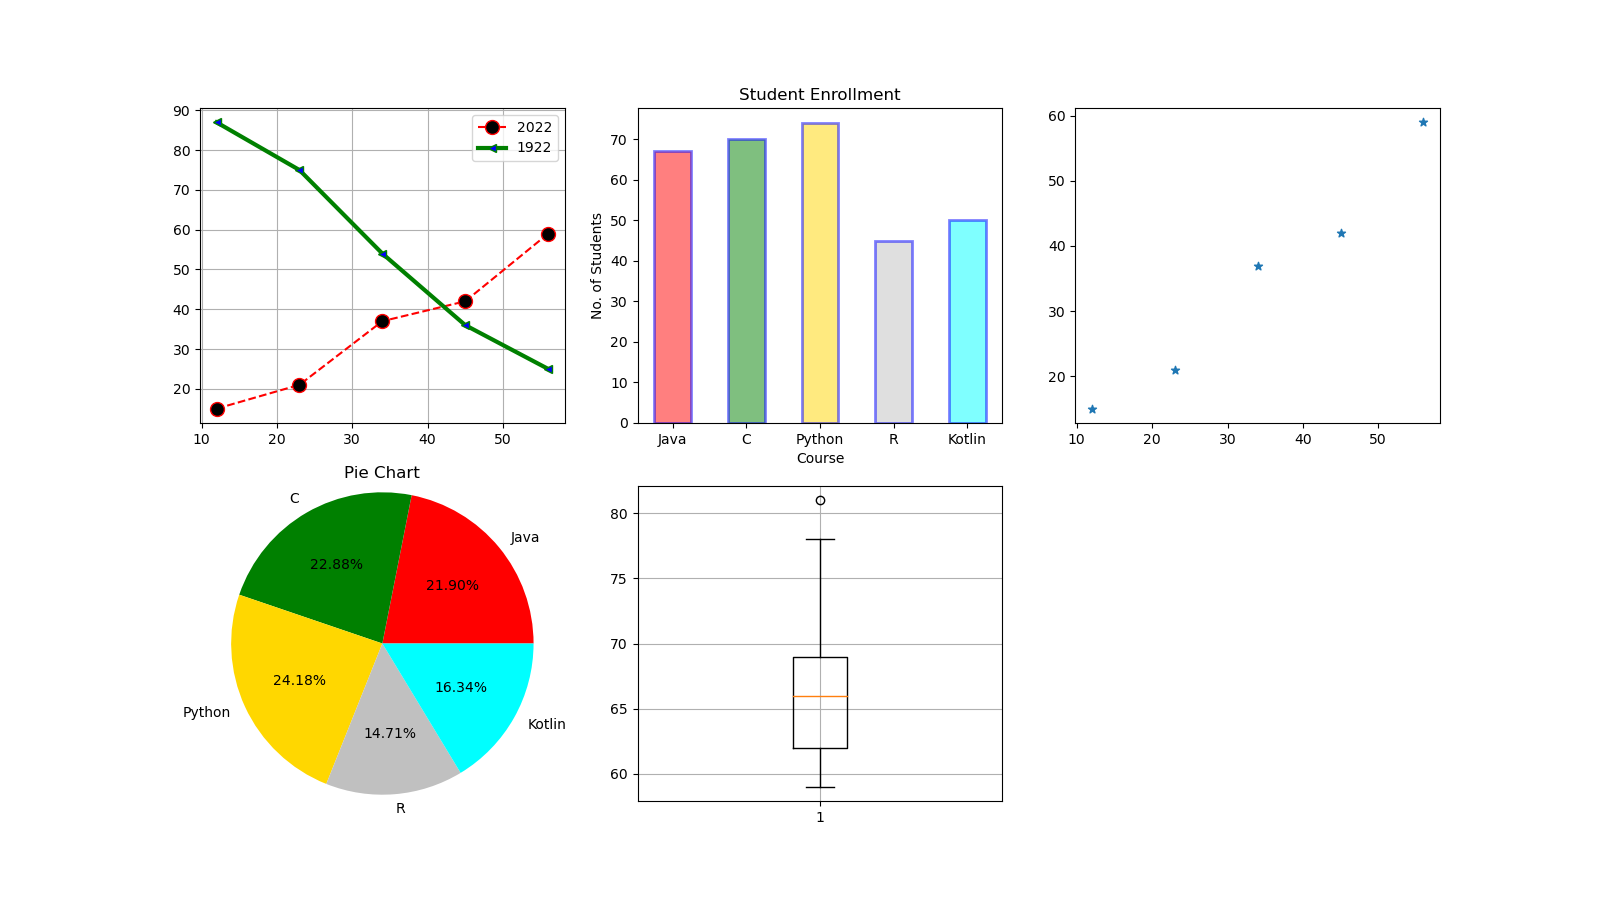 90
80
70
60
50
40
30
20
10 20 30 40 50
2022
1922
Student Enrollment
No. of Students
70
60
50
40
30
20
10
0
Java C Python R Kotlin
Course
60
50
40
30
20
10 20 30 40 50
Pie Chart
C
Java
22.88%
21.90%
24.18%
16.34%
14.71%
Python
Kotlin
R
80
75
70
65
60
1